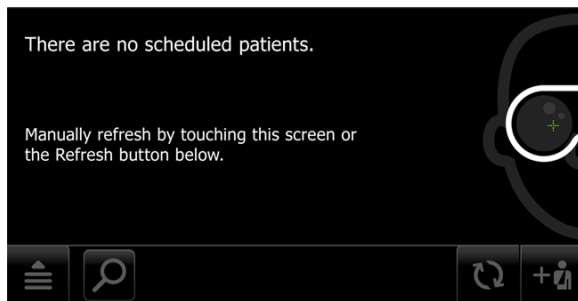 There are no scheduled patients.
Manually refresh by touching this screen or
the Refresh button below.